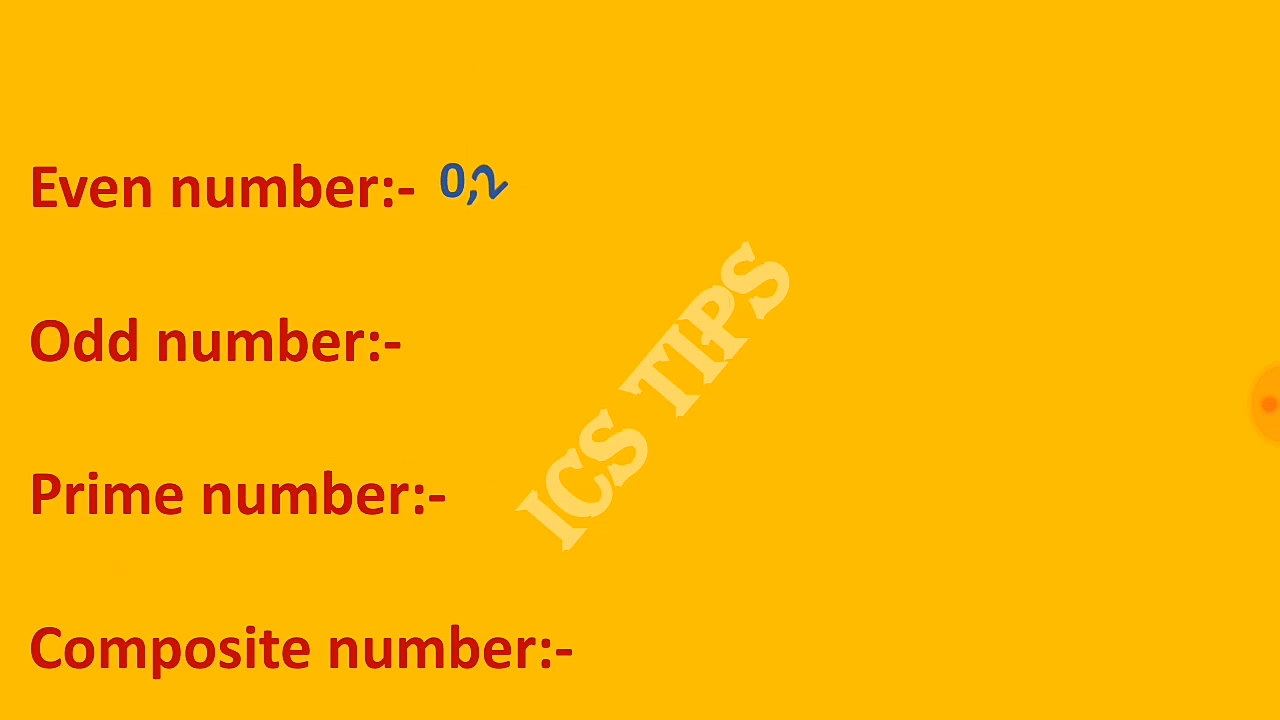 Even number:- 0,2
Odd number:-
Prime number:-
Composite number:-
ICS TIPS